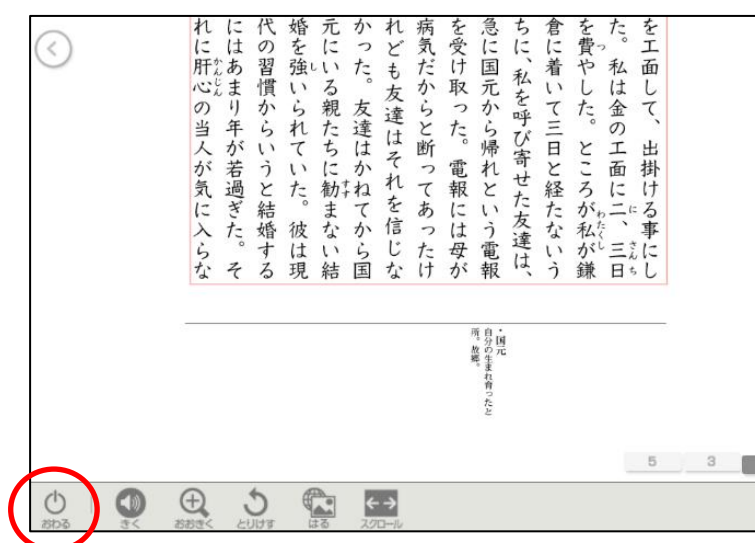 を工面して、出掛ける事にし
た。私は金の工面に二、三日
を費やした。ところが私が鎌
倉に着いて三日と経たないう
ちに、私を呼び寄せた友達は、
急に国元から帰れという電報
を受け取った。電報には母が
病気だからと断ってあったけ
れども友達はそれを信じな
かった。友達はかねてから国
元にいる親たちに勧まない結
婚を強いられていた。彼は現
代の習慣からいうと結婚する
にはあまり年が若過ぎた。そ
れに肝心の当人が気に入らな
・国元
自分の生まれ育ったと
所。故郷。
5 3
おわる きく おおきく とりけす はる スクロール